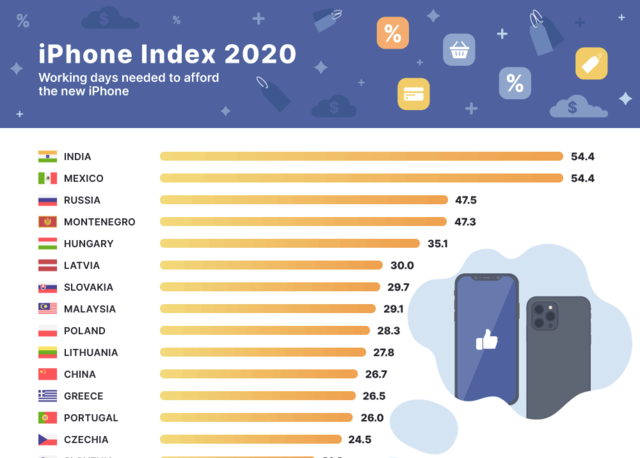 iPhone Index 2020
Working days needed to afford
the new iPhone
INDIA 54.4
MEXICO 54.4
RUSSIA 47.5
MONTENEGRO 47.3
HUNGARY 35.1
LATVIA 30.0
SLOVAKIA 29.7
MALAYSIA 29.1
POLAND 28.3
LITHUANIA 27.8
CHINA 26.7
GREECE 26.5
PORTUGAL 26.0
CZECHIA 24.5